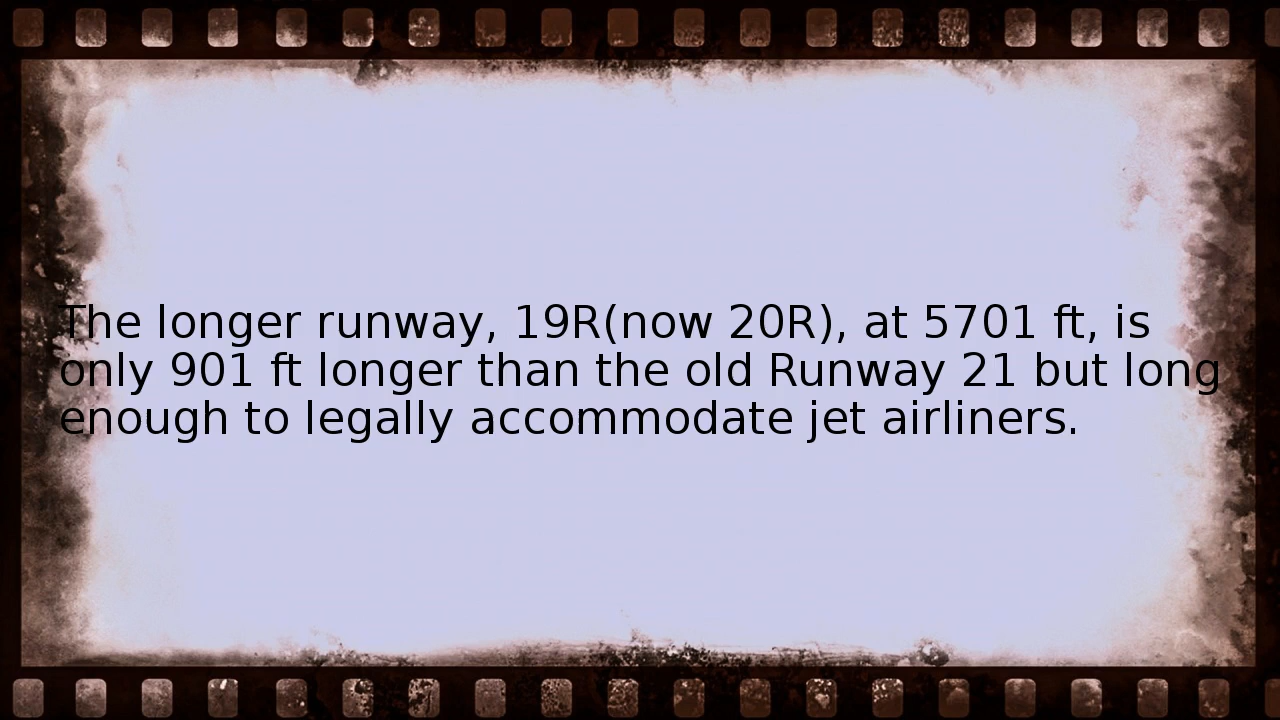 The longer runway, 19R(now 20R), at 5701 ft, is
only 901 ft longer than the old Runway 21 but long
enough to legally accommodate jet airliners.